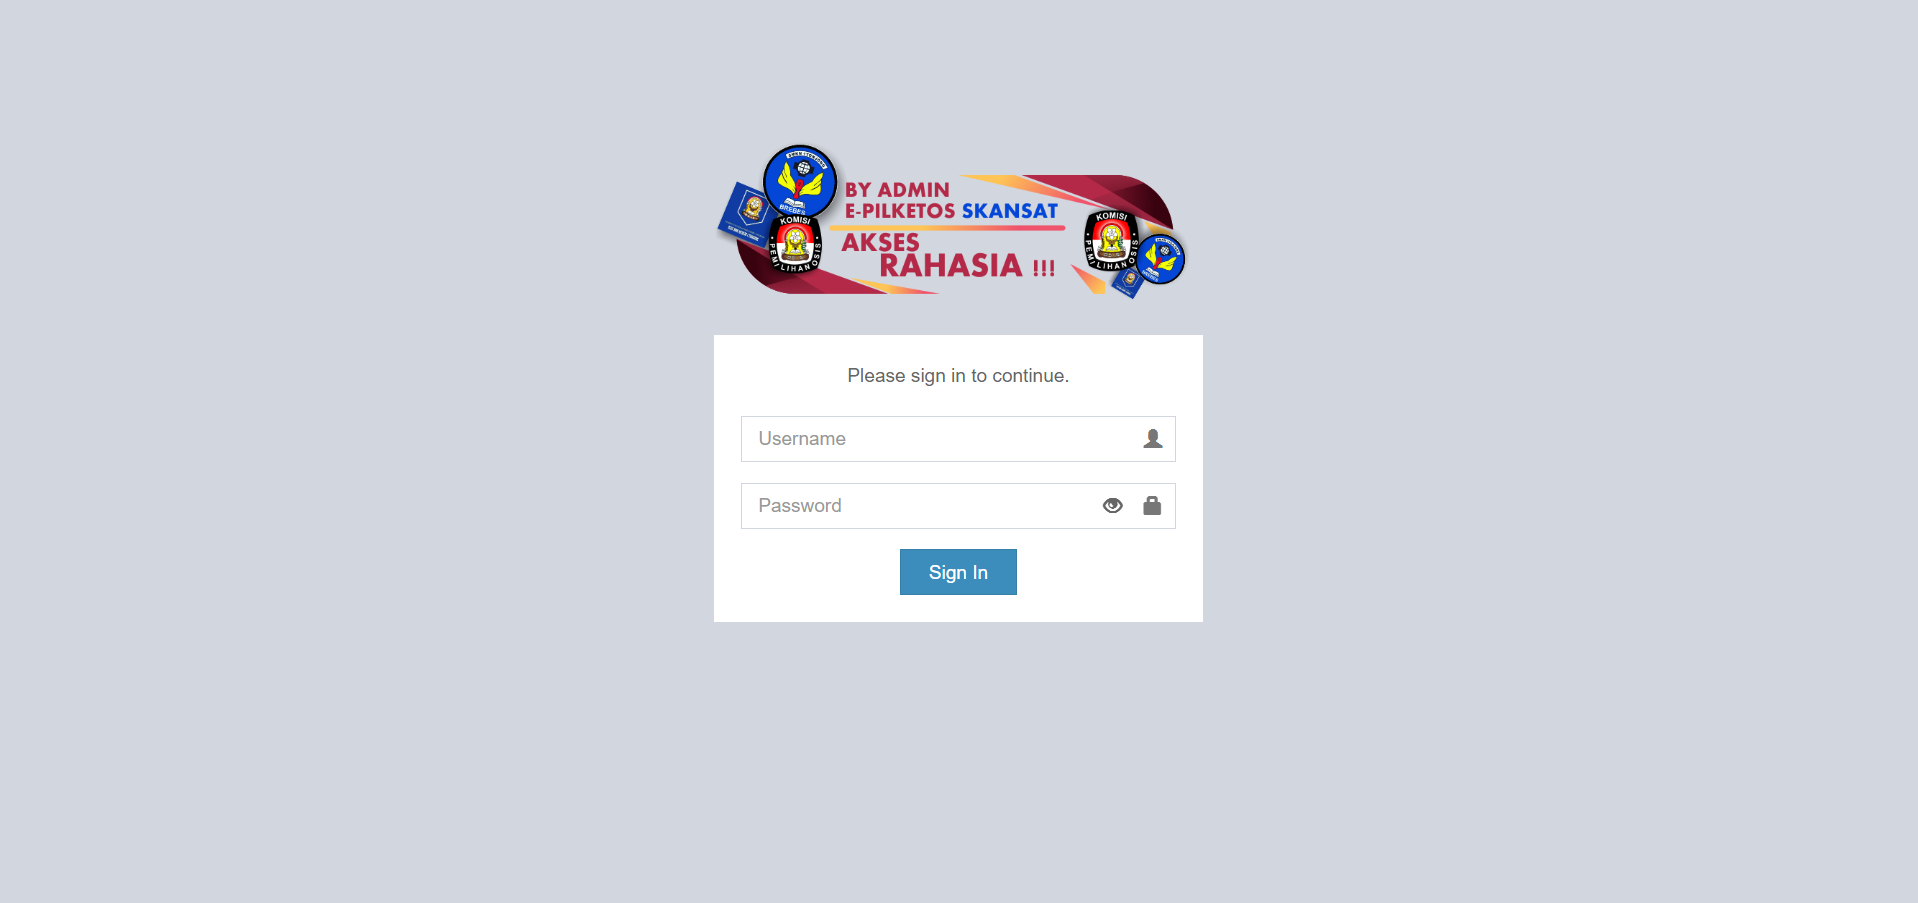 BY ADMIN
E-PILKETOS SKANSAT
AKSES
RAHASIA !!!
BREBES
KOMISI
PEMILIHAN OSIS
KOMISI
PEMILIHAN OSIS
Please sign in to continue.
Username
Password
Sign In